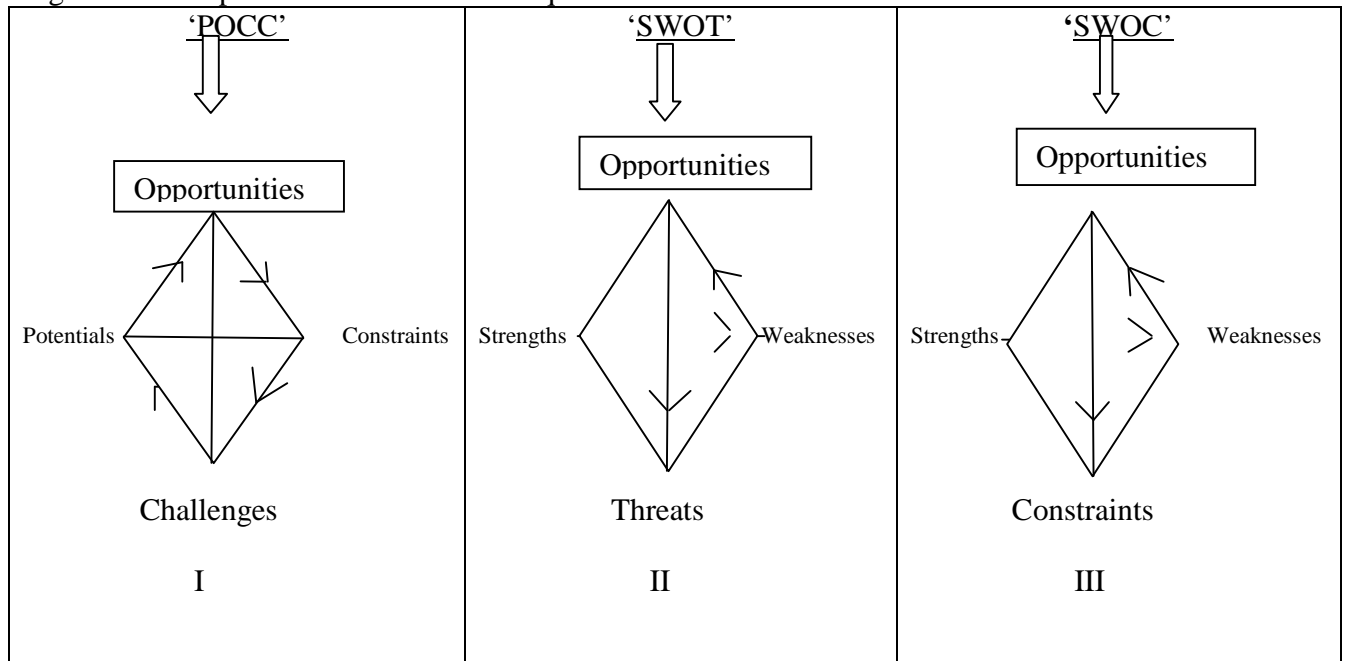 ‘POCC’
Opportunities
Potentials
Constraints
Challenges
I
‘SWOT’
Opportunities
Strengths
Weaknesses
Threats
II
‘SWOC’
Opportunities
Strengths
Weaknesses
Constraints
III